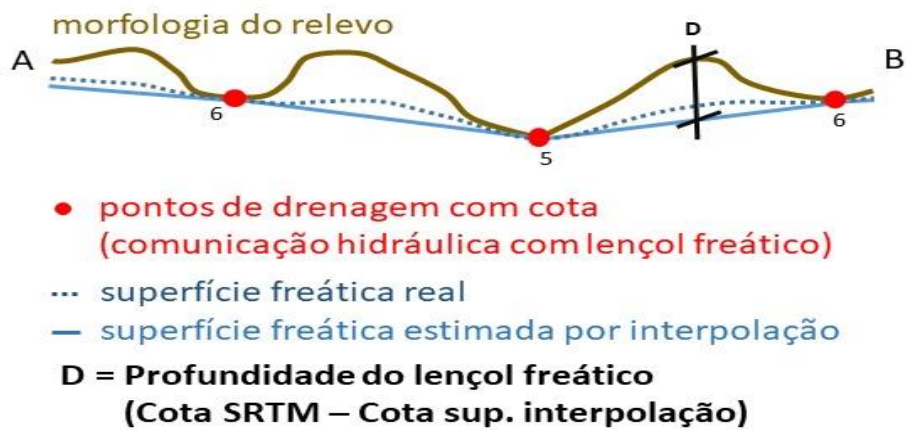 morfologia do relevo
A
D
B
6
5
6
pontos de drenagem com cota
(comunicação hidráulica com lençol freático)
superfície freática real
superfície freática estimada por interpolação
D = Profundidade do lençol freático
(Cota SRTM – Cota sup. interpolação)